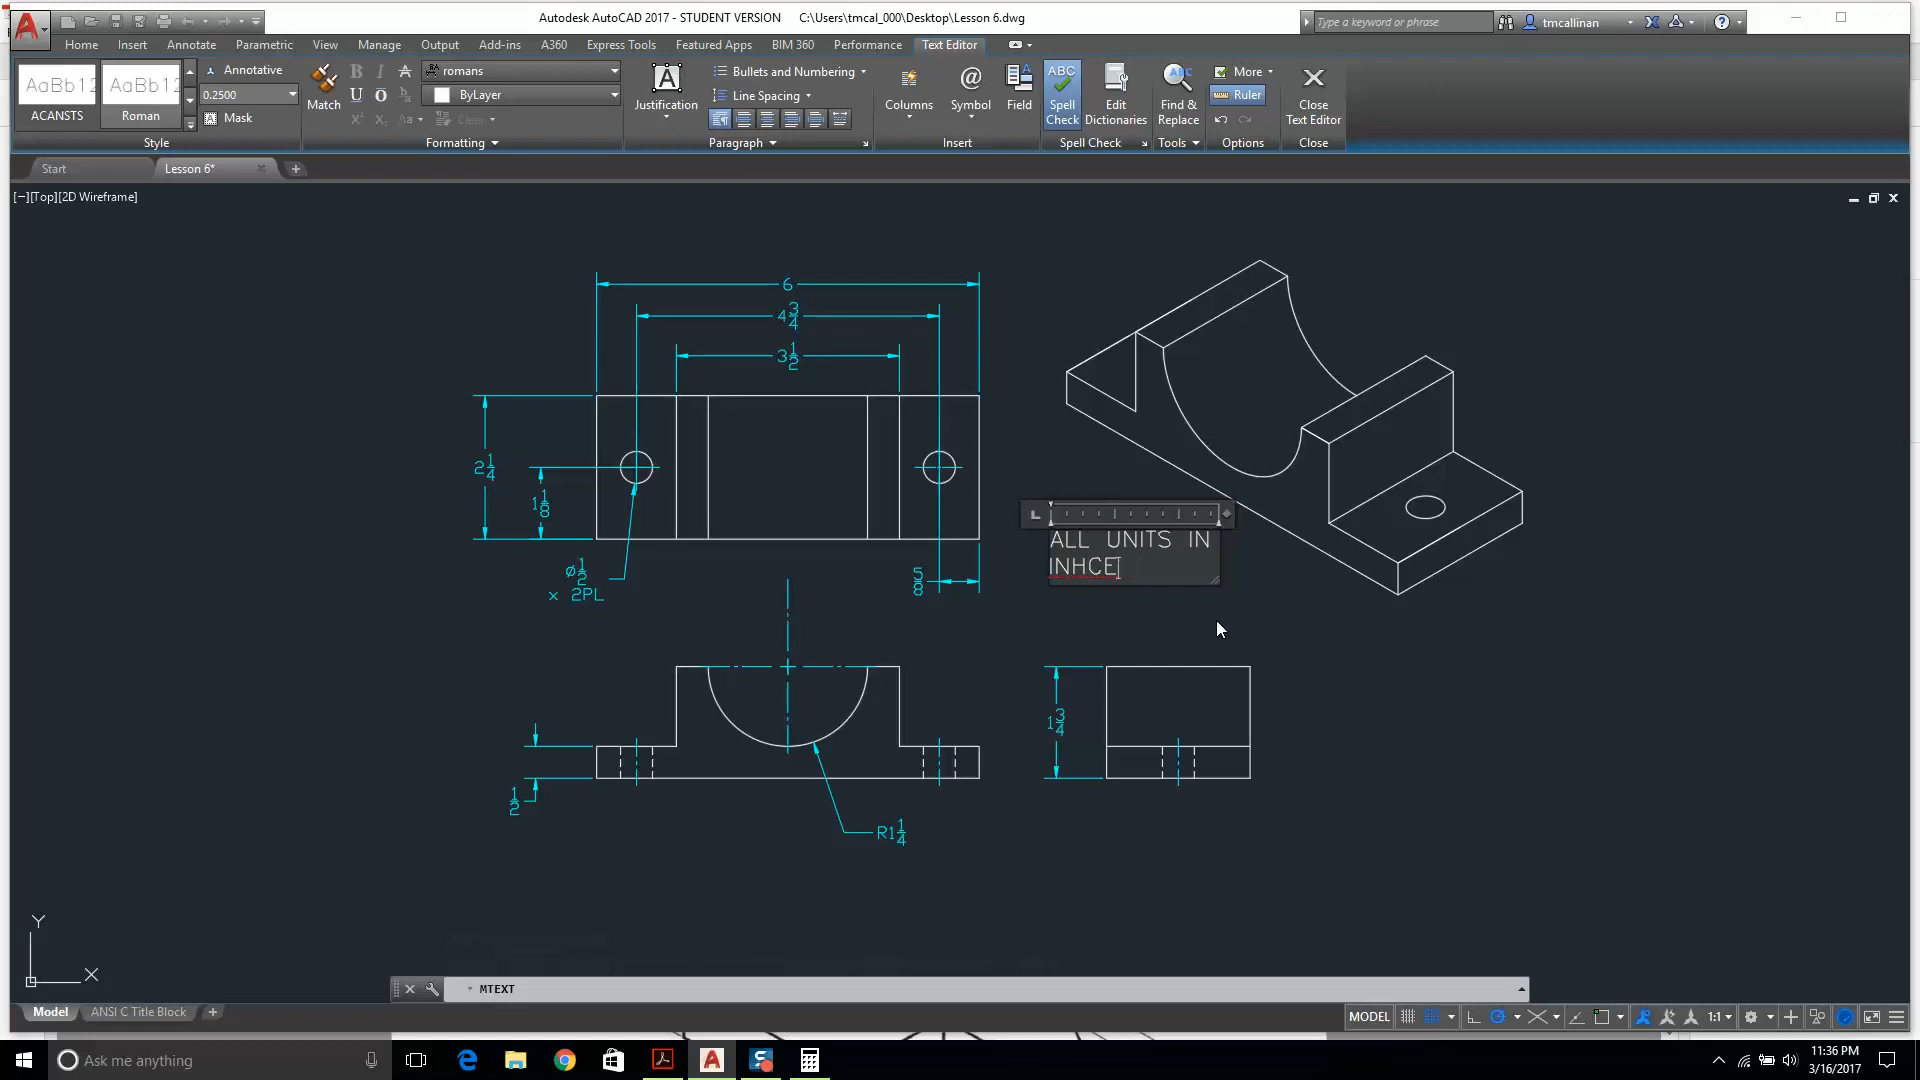 Autodesk AutoCAD 2017 - STUDENT VERSION C:\Users\tmcal_000\Desktop\Lesson 6.dwg
Type a keyword or phrase
tmcallinan
Home Insert Annotate Parametric View Manage Output Add-ins A360 Express Tools Featured Apps BIM 360 Performance Text Editor
AaBb12 AaBb12
ACANSTS Roman
Annotative
0.2500
Mask
Style
Match
romans
ByLayer
Clear
Formatting
Justification
Bullets and Numbering
Line Spacing
Paragraph
Columns
Symbol
Field
Insert
ABC
Spell
Check
Edit
Dictionaries
Spell Check
ABC
Find &
Replace
Tools
More
Ruler
Options
Close
Text Editor
Close
Start Lesson 6*
[−][Top][2D Wireframe]
6
4 3/4
3 1/2
2 1/4
1 1/8
ø1/2
× 2PL
5/8
ALL UNITS IN
INHCE
1 3/4
1/2
R1 1/4
Y
X
MTEXT
Model ANSI C Title Block
MODEL
1:1
Ask me anything
11:36 PM
3/16/2017